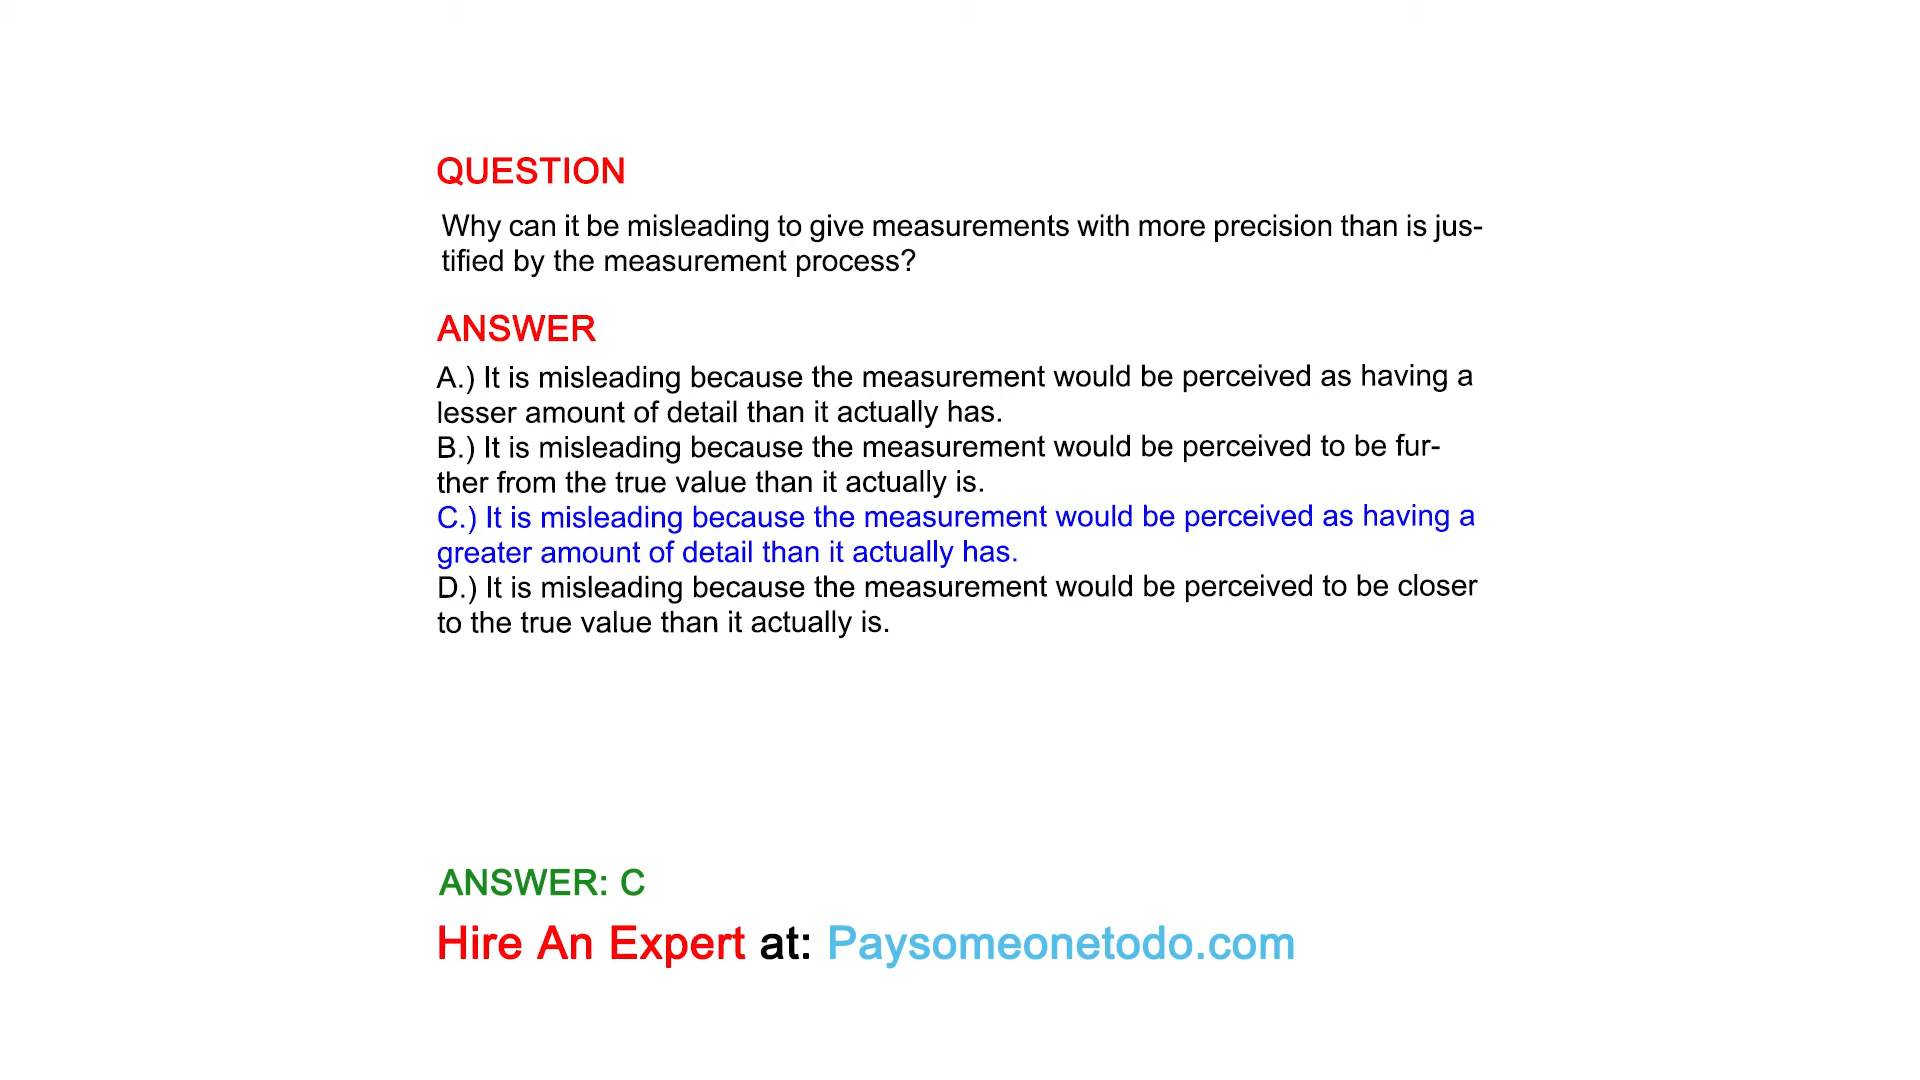 QUESTION
Why can it be misleading to give measurements with more precision than is jus-
tified by the measurement process?
ANSWER
A.) It is misleading because the measurement would be perceived as having a
lesser amount of detail than it actually has.
B.) It is misleading because the measurement would be perceived to be fur-
ther from the true value than it actually is.
C.) It is misleading because the measurement would be perceived as having a
greater amount of detail than it actually has.
D.) It is misleading because the measurement would be perceived to be closer
to the true value than it actually is.
ANSWER: C
Hire An Expert at: Paysomeonetodo.com